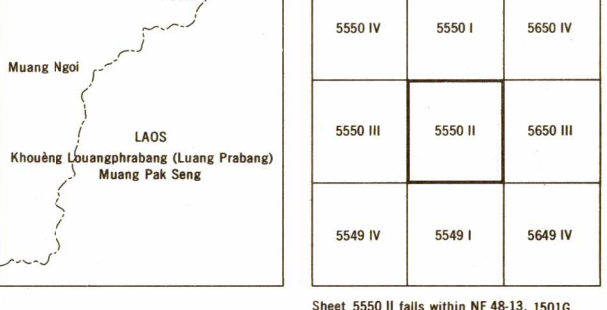 Muang Ngoi
LAOS
Khouèng Louangphrabang (Luang Prabang)
Muang Pak Seng
5550 IV 5550 I 5650 IV
5550 III 5550 II 5650 III
5549 IV 5549 I 5649 IV
Sheet 5550 II falls within NF 48-13, 1501G